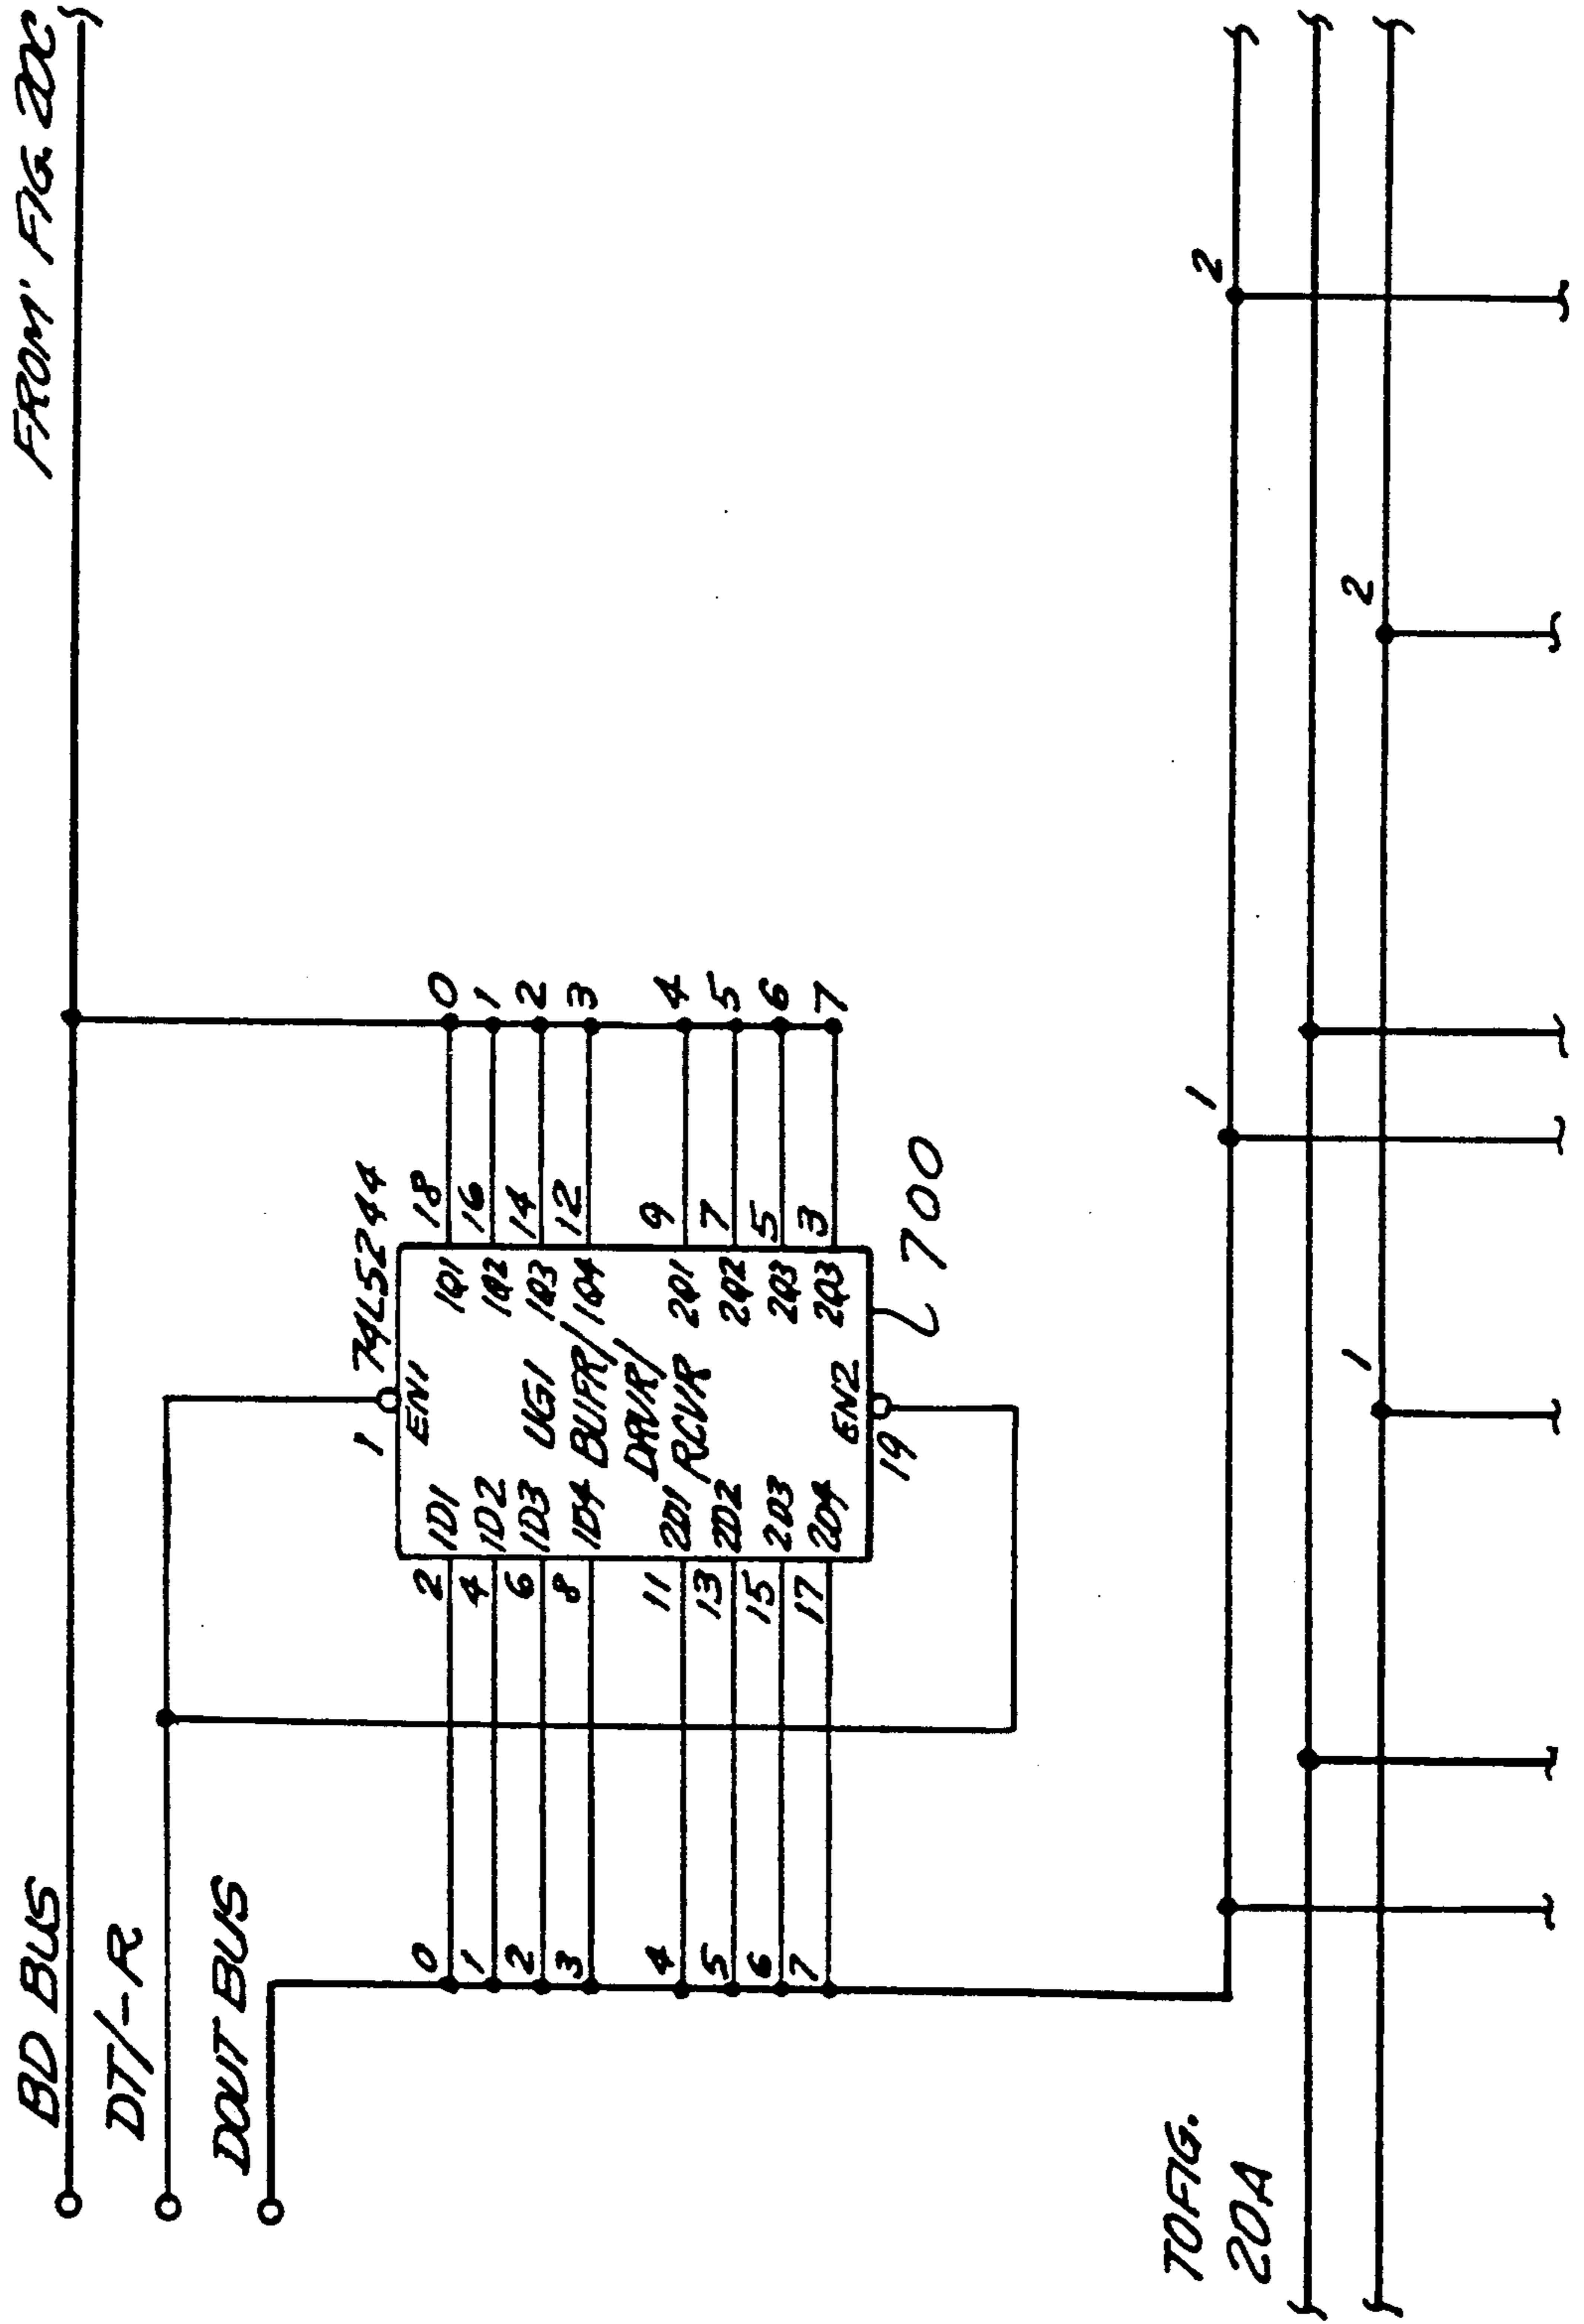 BD BUS
FROM FIG. 20C
DT/-R
DOUT BUS
1
74LS244
EN1
0 2 1D1 1Q1 18 0
1 4 1D2 1Q2 16 1
2 6 1D3 UG1 1Q3 14 2
3 8 1D4 BUFR/ 1Q4 12 3
DRVR/
4 11 2D1 RCVR 2Q1 9 4
5 13 2D2 2Q2 7 5
6 15 2D3 2Q3 5 6
7 17 2D4 EN2 2Q3 3 7
19
700
TO FIG.
20A
1
2
1
2